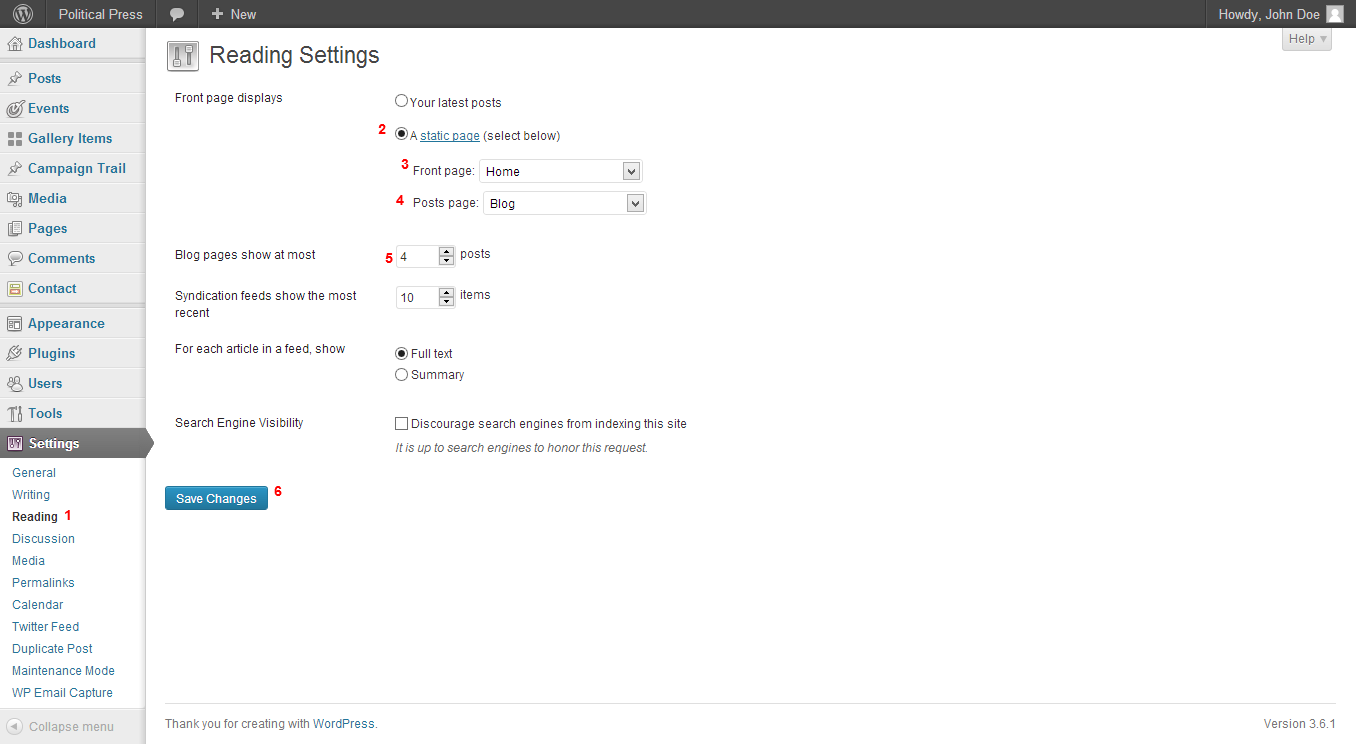 Political Press
New
Howdy, John Doe
Help
Dashboard
Posts
Events
Gallery Items
Campaign Trail
Media
Pages
Comments
Contact
Appearance
Plugins
Users
Tools
Settings
General
Writing
Reading 1
Discussion
Media
Permalinks
Calendar
Twitter Feed
Duplicate Post
Maintenance Mode
WP Email Capture
Collapse menu
Reading Settings
Front page displays
Your latest posts
2 A static page (select below)
3 Front page: Home
4 Posts page: Blog
Blog pages show at most 5 4 posts
Syndication feeds show the most
recent
10 items
For each article in a feed, show
Full text
Summary
Search Engine Visibility
Discourage search engines from indexing this site
It is up to search engines to honor this request.
Save Changes 6
Thank you for creating with WordPress.
Version 3.6.1